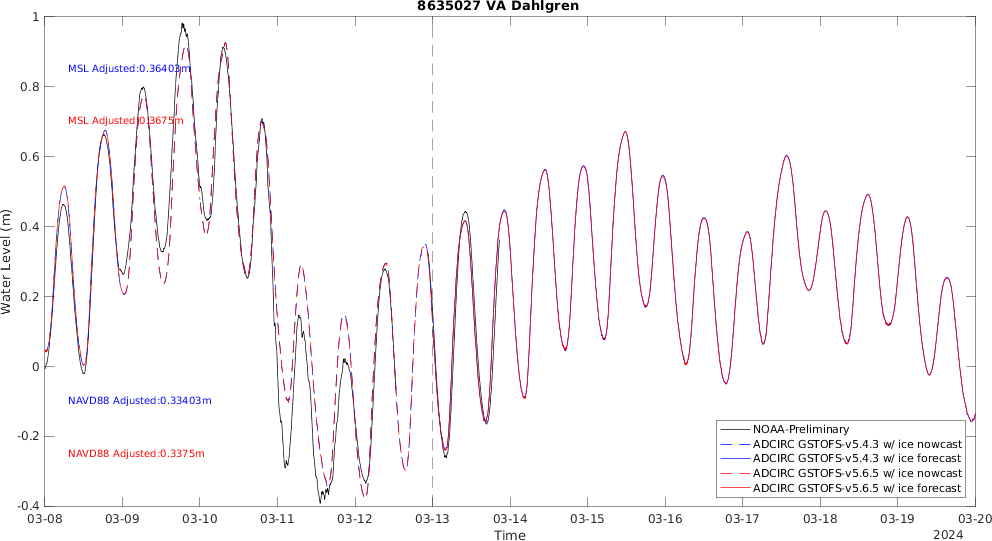 8635027 VA Dahlgren
1
0.8
0.6
0.4
0.2
0
-0.2
-0.4
Water Level (m)
MSL Adjusted:0.36403m
MSL Adjusted:0.3675m
NAVD88 Adjusted:0.33403m
NAVD88 Adjusted:0.3375m
NOAA-Preliminary
ADCIRC GSTOFS-v5.4.3 w/ ice nowcast
ADCIRC GSTOFS-v5.4.3 w/ ice forecast
ADCIRC GSTOFS-v5.6.5 w/ ice nowcast
ADCIRC GSTOFS-v5.6.5 w/ ice forecast
03-08 03-09 03-10 03-11 03-12 03-13 03-14 03-15 03-16 03-17 03-18 03-19 03-20
Time
2024